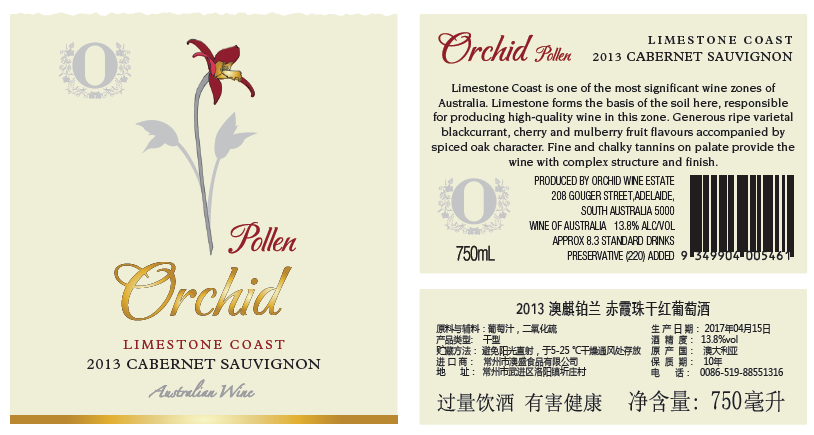 O
Pollen
Orchid
LIMESTONE COAST
2013 CABERNET SAUVIGNON
Australian Wine
Orchid Pollen
LIMESTONE COAST
2013 CABERNET SAUVIGNON
Limestone Coast is one of the most significant wine zones of
Australia. Limestone forms the basis of the soil here, responsible
for producing high-quality wine in this zone. Generous ripe varietal
blackcurrant, cherry and mulberry fruit flavours accompanied by
spiced oak character. Fine and chalky tannins on palate provide the
wine with complex structure and finish.
O
750mL
PRODUCED BY ORCHID WINE ESTATE
208 GOUGER STREET,ADELAIDE,
SOUTH AUSTRALIA 5000
WINE OF AUSTRALIA 13.8% ALC/VOL
APPROX 8.3 STANDARD DRINKS
PRESERVATIVE (220) ADDED
9 349904 005461
2013 澳麒铂兰 赤霞珠干红葡萄酒
原料与辅料：葡萄汁，二氧化硫
产品类型: 干型
贮藏方法： 避免阳光直射，于5-25 ℃干燥通风处存放
进 口 商： 常州市澳盛食品有限公司
地 址： 常州市武进区洛阳镇圻庄村
生 产 日 期： 2017年04月15日
酒 精 度： 13.8%vol
原 产 国： 澳大利亚
保 质 期： 10年
电 话： 0086-519-88551316
过量饮酒 有害健康 净含量: 750毫升